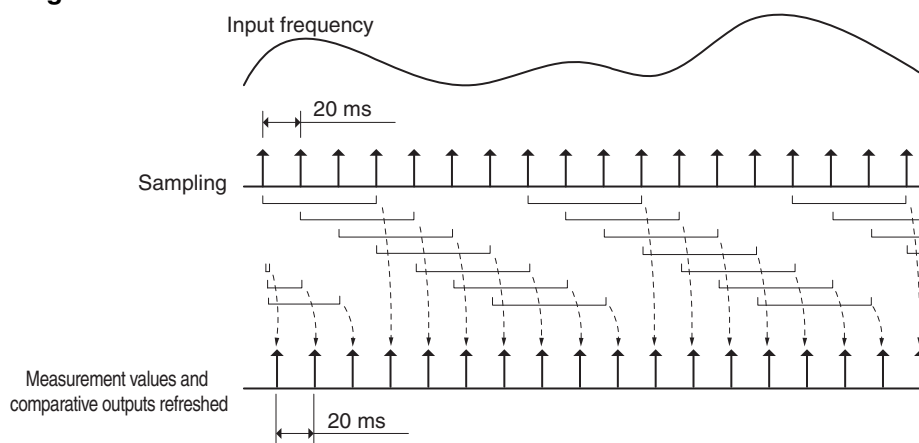 Input frequency
20 ms
Sampling
Measurement values and
comparative outputs refreshed
20 ms